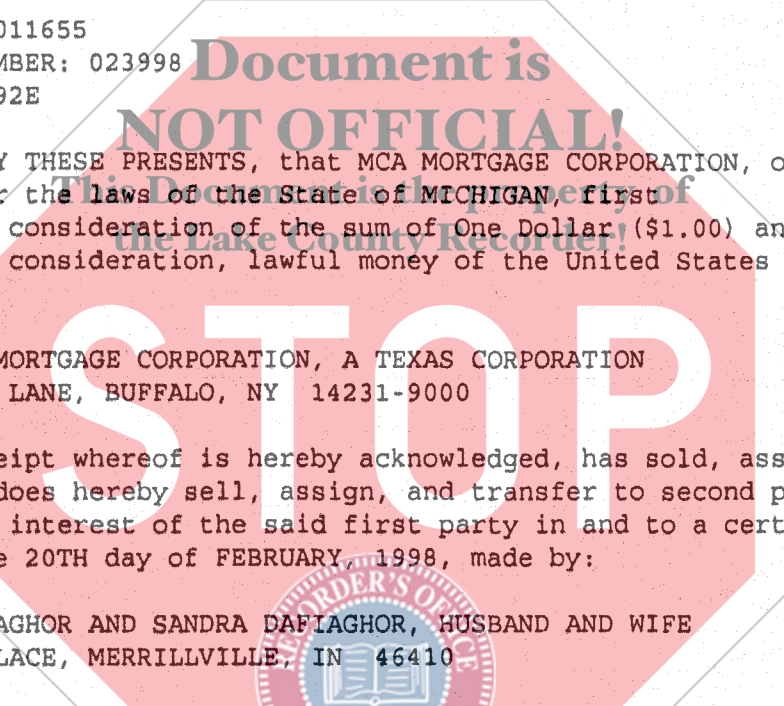 011655
MBER: 023998
92E
Document is
NOT OFFICIAL!
This Document is the property of
the Lake County Recorder!
Y THESE PRESENTS, that MCA MORTGAGE CORPORATION, o
r the laws of the State of MICHIGAN, first
consideration of the sum of One Dollar ($1.00) an
consideration, lawful money of the United States
STOP
MORTGAGE CORPORATION, A TEXAS CORPORATION
LANE, BUFFALO, NY 14231-9000
eipt whereof is hereby acknowledged, has sold, ass
does hereby sell, assign, and transfer to second p
interest of the said first party in and to a cert
e 20TH day of FEBRUARY, 1998, made by:
AGHOR AND SANDRA DAFIAGHOR, HUSBAND AND WIFE
LACE, MERRILLVILLE, IN 46410
RECORDER'S OFFICE